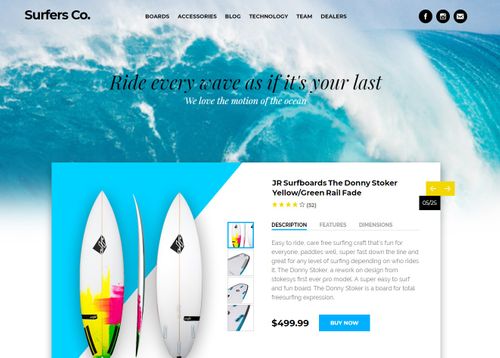 Surfers Co.
BOARDS ACCESSORIES BLOG TECHNOLOGY TEAM DEALERS
Ride every wave as if it's your last
We love the motion of the ocean
JR Surfboards The Donny Stoker
Yellow/Green Rail Fade
(32)
05/25
DESCRIPTION FEATURES DIMENSIONS
Easy to ride, care free surfing craft that's fun for
everyone, paddles well, super fast down the line and
great for any level of surfing depending on who rides
it. The Donny Stoker, a rework on design from
stokesys first ever pro model. A super easy to surf
and fun board. The Donny Stoker is a board for total
freesurfing expression.
$499.99 BUY NOW